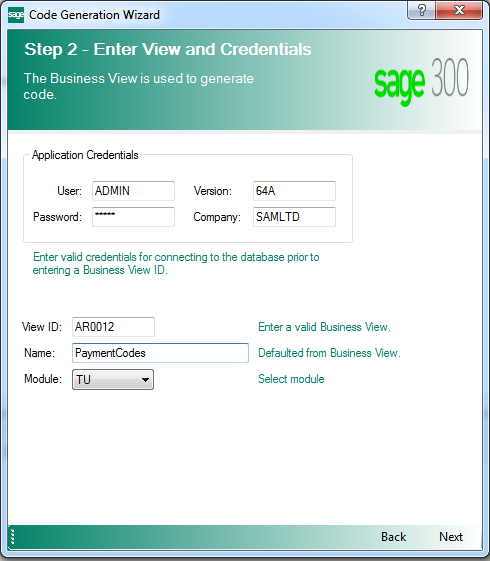 sage Code Generation Wizard
?
Step 2 - Enter View and Credentials
The Business View is used to generate
code.
sage 300
Application Credentials
User: ADMIN Version: 64A
Password: ***** Company: SAMLTD
Enter valid credentials for connecting to the database prior to
entering a Business View ID.
View ID: AR0012 Enter a valid Business View.
Name: PaymentCodes Defaulted from Business View.
Module: TU Select module
Back Next